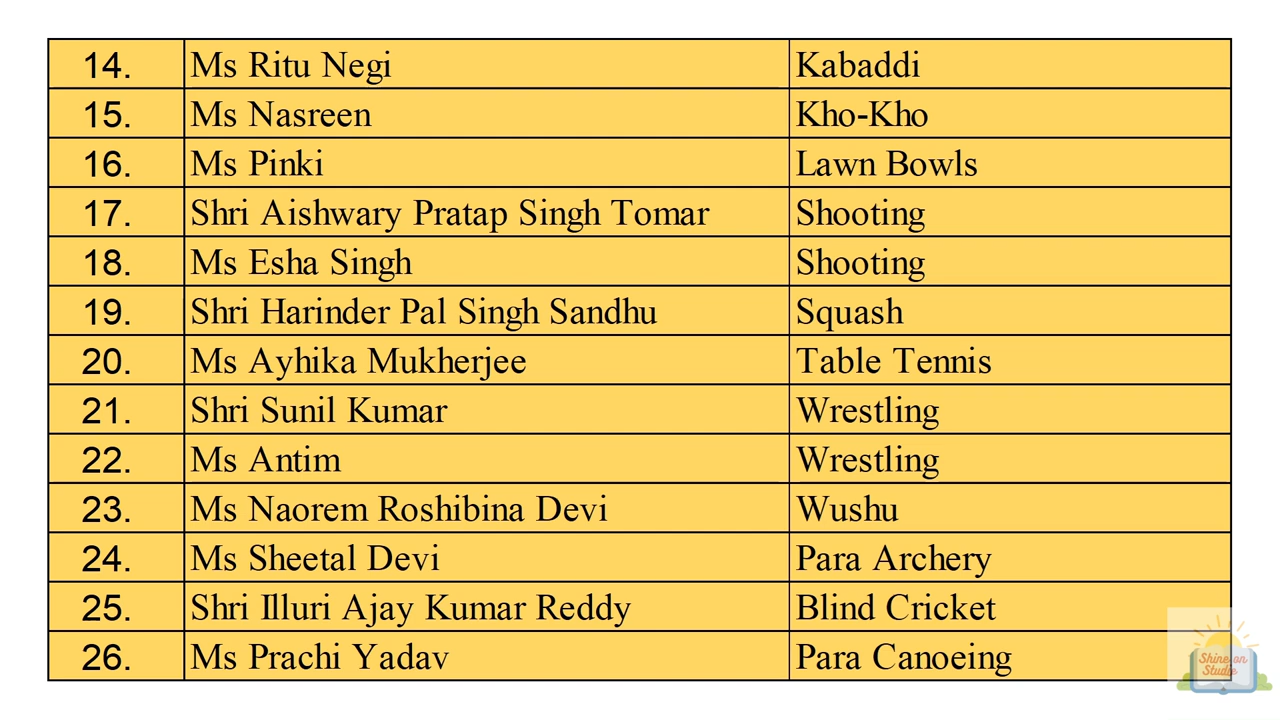 14. Ms Ritu Negi Kabaddi
15. Ms Nasreen Kho-Kho
16. Ms Pinki Lawn Bowls
17. Shri Aishwary Pratap Singh Tomar Shooting
18. Ms Esha Singh Shooting
19. Shri Harinder Pal Singh Sandhu Squash
20. Ms Ayhika Mukherjee Table Tennis
21. Shri Sunil Kumar Wrestling
22. Ms Antim Wrestling
23. Ms Naorem Roshibina Devi Wushu
24. Ms Sheetal Devi Para Archery
25. Shri Illuri Ajay Kumar Reddy Blind Cricket
26. Ms Prachi Yadav Para Canoeing
Shine on
Studio